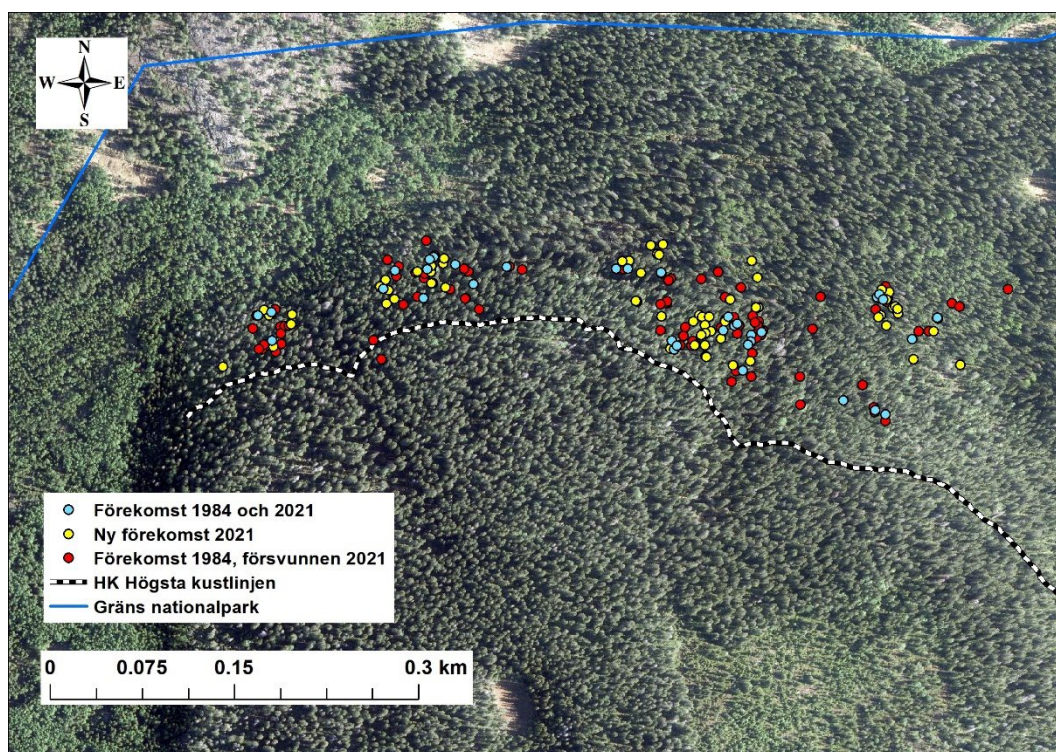 N
W E
S
Förekomst 1984 och 2021
Ny förekomst 2021
Förekomst 1984, försvunnen 2021
HK Högsta kustlinjen
Gräns nationalpark
0 0.075 0.15 0.3 km